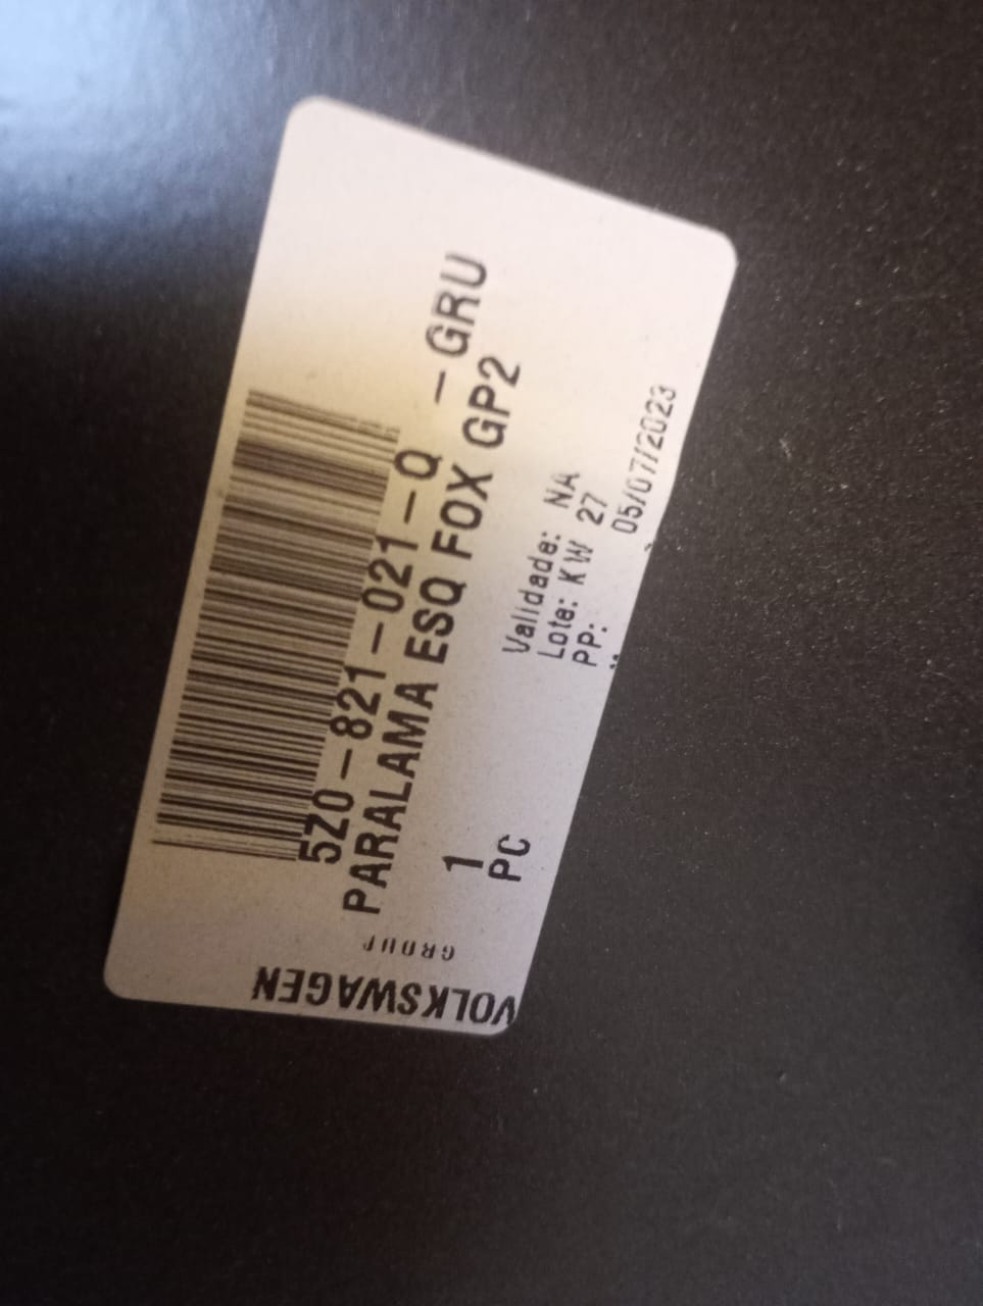 5Z0-821-021-Q -GRU
PARALAMA ESQ FOX GP2
1
PC
Validade: NA
Lote: KW 27
PP:
05/07/2023
VOLKSWAGEN
GROUP